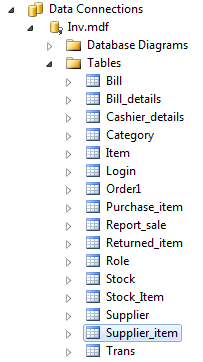 Data Connections
Inv.mdf
Database Diagrams
Tables
Bill
Bill_details
Cashier_details
Category
Item
Login
Order1
Purchase_item
Report_sale
Returned_item
Role
Stock
Stock_Item
Supplier
Supplier_item
Trans